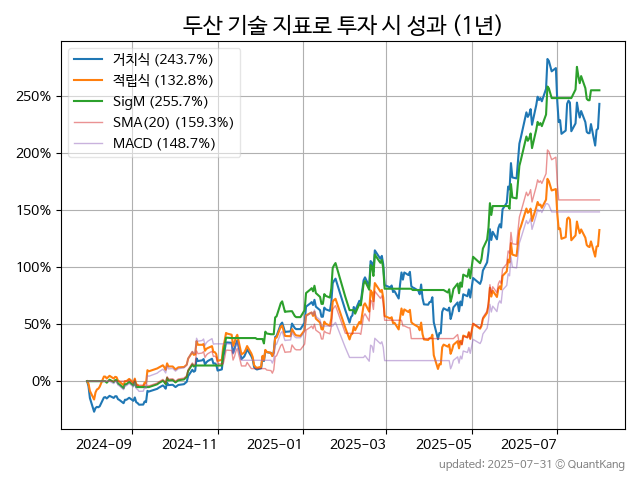 두산 기술 지표로 투자 시 성과 (1년)
거치식 (243.7%)
적립식 (132.8%)
SigM (255.7%)
SMA(20) (159.3%)
MACD (148.7%)
250%
200%
150%
100%
50%
0%
2024-09 2024-11 2025-01 2025-03 2025-05 2025-07
updated: 2025-07-31 © QuantKang